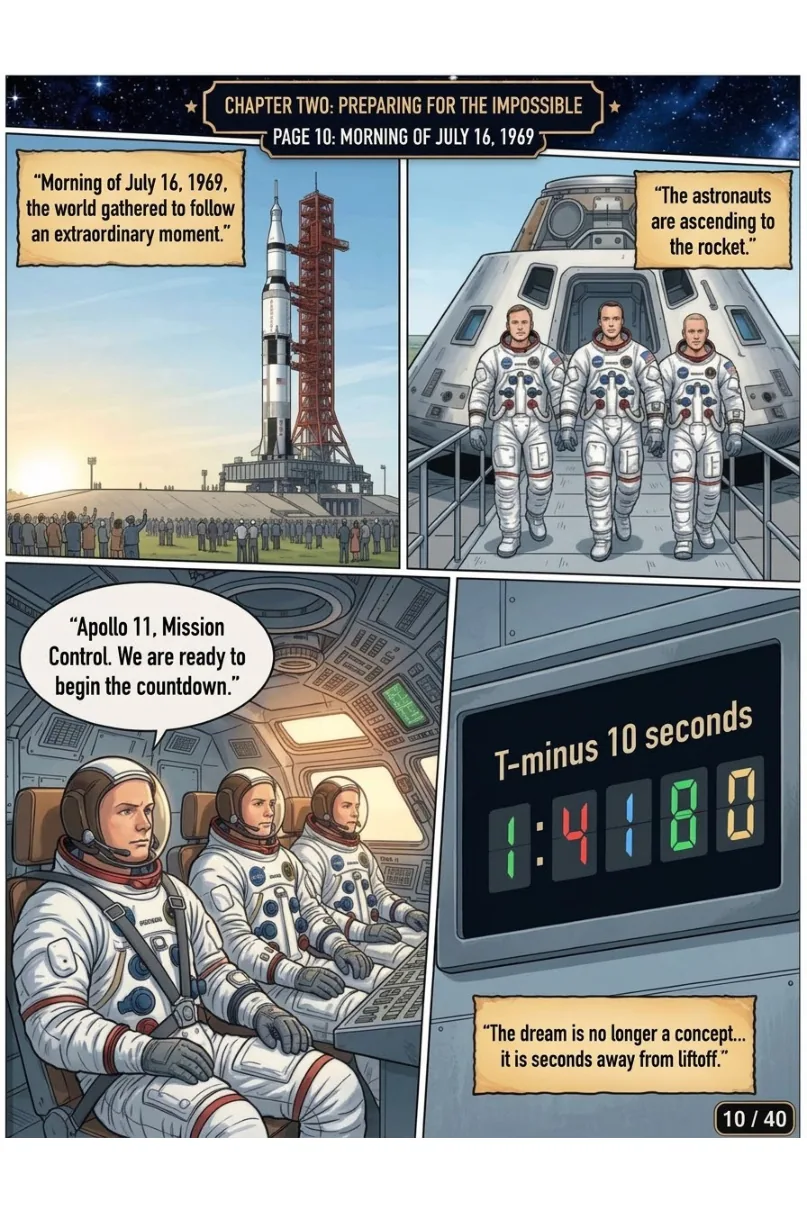 CHAPTER TWO: PREPARING FOR THE IMPOSSIBLE
PAGE 10: MORNING OF JULY 16, 1969
“Morning of July 16, 1969,
the world gathered to follow
an extraordinary moment.”
“The astronauts
are ascending to
the rocket.”
“Apollo 11, Mission
Control. We are ready to
begin the countdown.”
T-minus 10 seconds
1:4180
“The dream is no longer a concept...
it is seconds away from liftoff.”
10 / 40